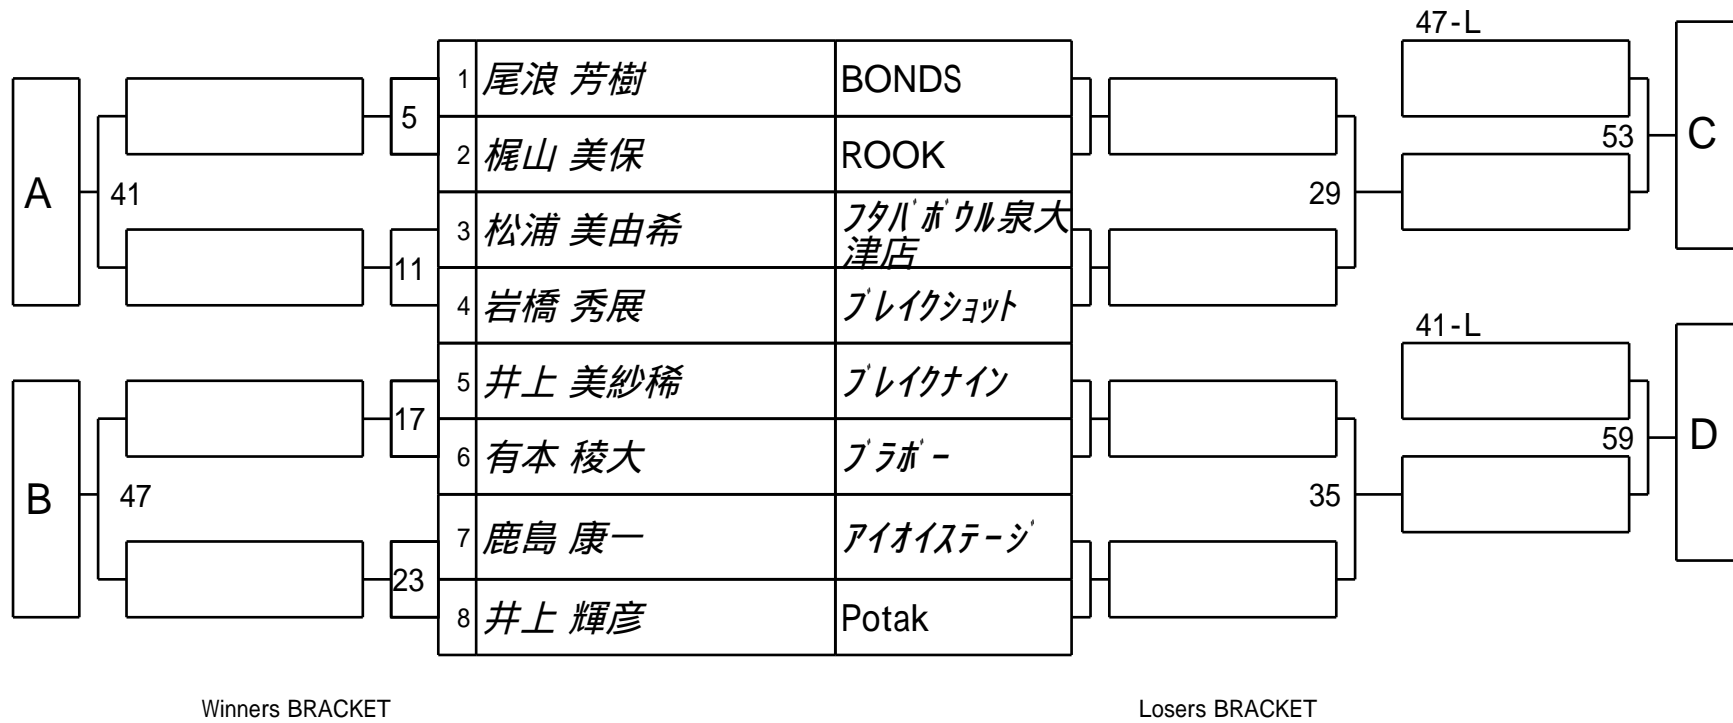 47-L
1 尾浪 芳樹 BONDS
5
2 梶山 美保 ROOK
53 C
A 41
29
3 松浦 美由希 ﾌﾀﾊﾞﾎﾞｳﾙ泉大
津店
11
4 岩橋 秀展 ﾌﾞﾚｲｸｼｮｯﾄ
41-L
5 井上 美紗稀 ﾌﾞﾚｲｸﾅｲﾝ
17
6 有本 稜大 ﾌﾞﾗﾎﾞｰ
59 D
B 47
35
7 鹿島 康一 ｱｲｵｲｽﾃｰｼﾞ
23
8 井上 輝彦 Potak
Winners BRACKET
Losers BRACKET